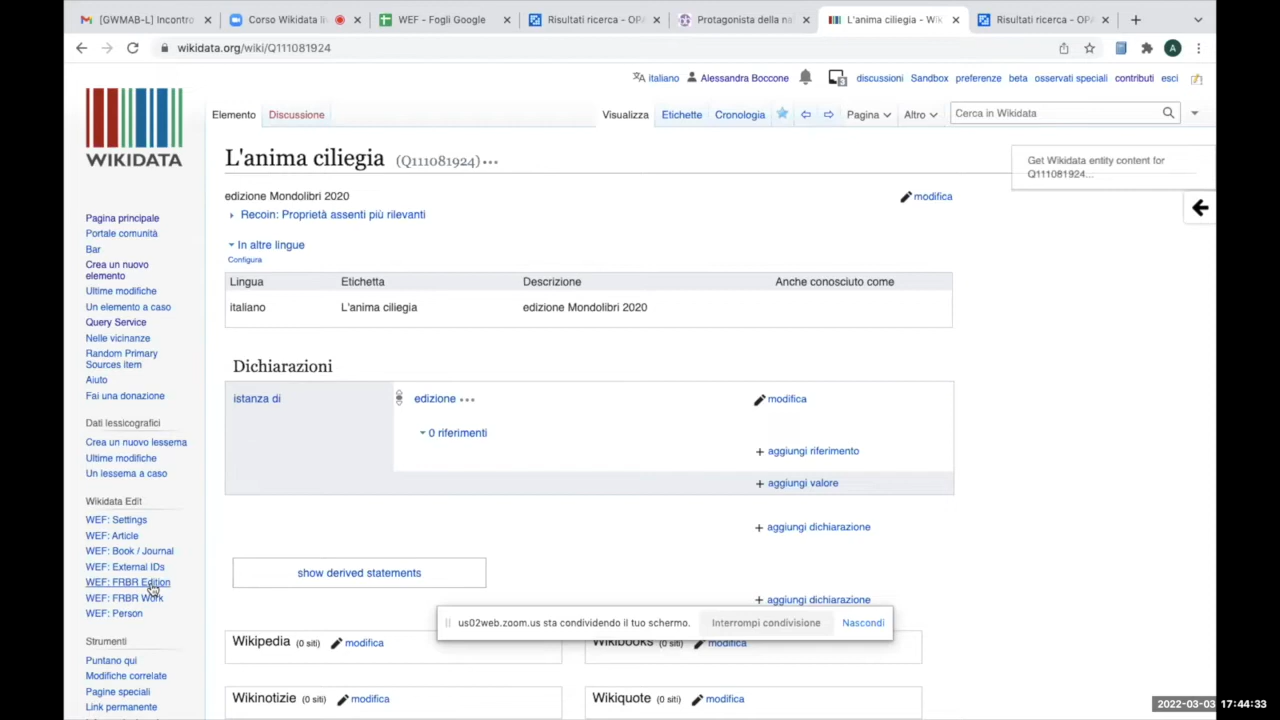 [GWMAB-L] Incontro
Corso Wikidata li
WEF - Fogli Google
Risultati ricerca - OPA
Protagonista della na
L'anima ciliegia - Wik
Risultati ricerca - OPA
wikidata.org/wiki/Q111081924
A
italiano
Alessandra Boccone
discussioni
Sandbox
preferenze
beta
osservati speciali
contributi
esci
WIKIDATA
Elemento
Discussione
Visualizza
Etichette
Cronologia
Pagina
Altro
Cerca in Wikidata
L'anima ciliegia (Q111081924)
Get Wikidata entity content for
Q111081924...
edizione Mondolibri 2020
modifica
Recoin: Proprietà assenti più rilevanti
In altre lingue
Configura
Lingua Etichetta Descrizione Anche conosciuto come
italiano L'anima ciliegia edizione Mondolibri 2020
Dichiarazioni
istanza di
edizione
modifica
0 riferimenti
+ aggiungi riferimento
+ aggiungi valore
+ aggiungi dichiarazione
show derived statements
+ aggiungi dichiarazione
us02web.zoom.us sta condividendo il tuo schermo.
Interrompi condivisione
Nascondi
Wikipedia (0 siti) modifica
Wikibooks (0 siti) modifica
Wikinotizie (0 siti) modifica
Wikiquote (0 siti) modifica
Pagina principale
Portale comunità
Bar
Crea un nuovo
elemento
Ultime modifiche
Un elemento a caso
Query Service
Nelle vicinanze
Random Primary
Sources item
Aiuto
Fai una donazione
Dati lessicografici
Crea un nuovo lessema
Ultime modifiche
Un lessema a caso
Wikidata Edit
WEF: Settings
WEF: Article
WEF: Book / Journal
WEF: External IDs
WEF: FRBR Edition
WEF: FRBR Work
WEF: Person
Strumenti
Puntano qui
Modifiche correlate
Pagine speciali
Link permanente
2022-03-03 17:44:33